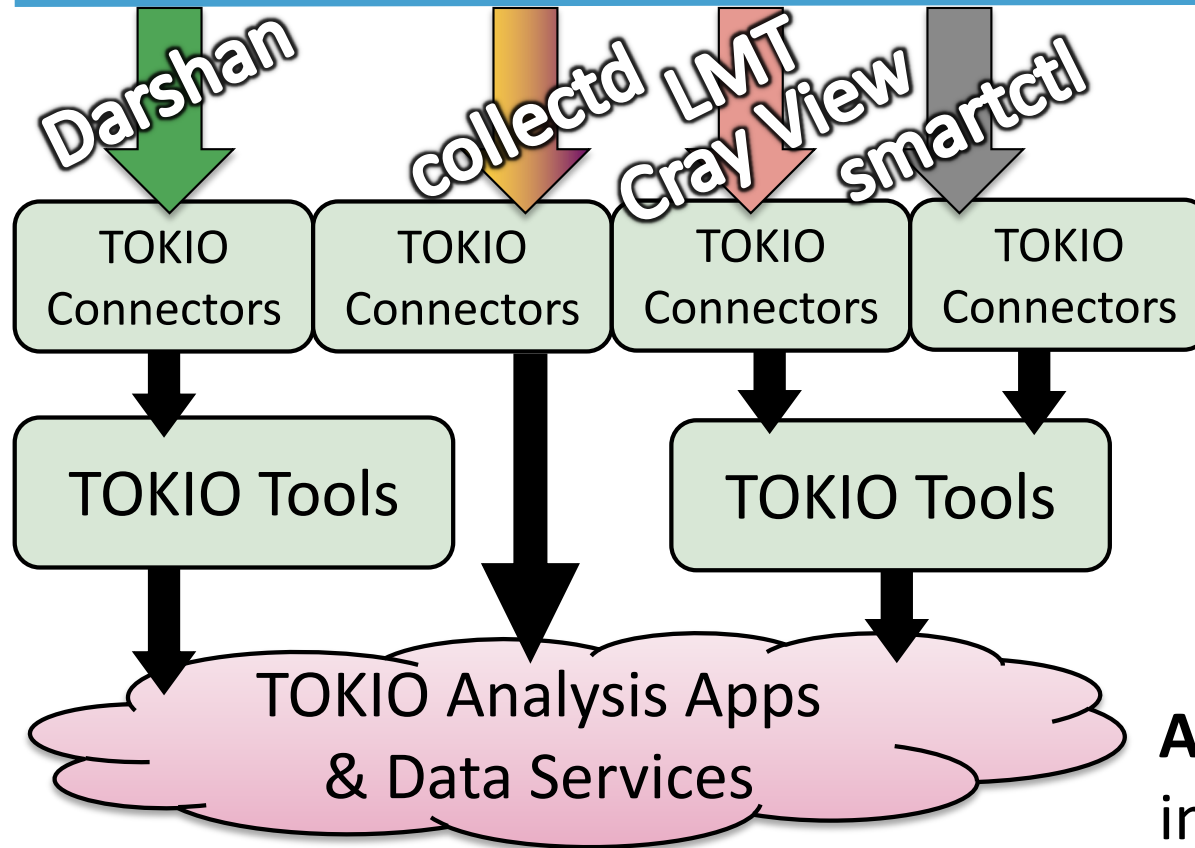 Darshan
collectd
LMT
Cray View
smartctl
TOKIO
Connectors
TOKIO
Connectors
TOKIO
Connectors
TOKIO
Connectors
TOKIO Tools
TOKIO Tools
TOKIO Analysis Apps
& Data Services